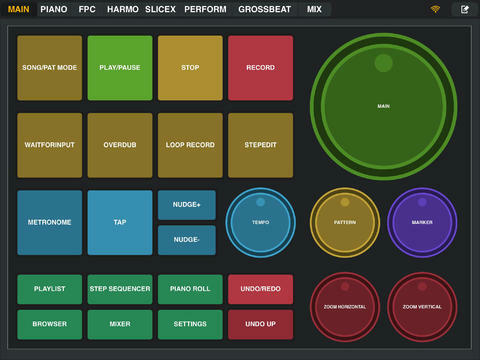 MAIN PIANO FPC HARMO SLICEX PERFORM GROSSBEAT MIX
SONG/PAT MODE PLAY/PAUSE STOP RECORD
MAIN
WAITFORINPUT OVERDUB LOOP RECORD STEPEDIT
METRONOME TAP NUDGE+ TEMPO PATTERN MARKER
NUDGE-
PLAYLIST STEP SEQUENCER PIANO ROLL UNDO/REDO
ZOOM HORIZONTAL ZOOM VERTICAL
BROWSER MIXER SETTINGS UNDO UP